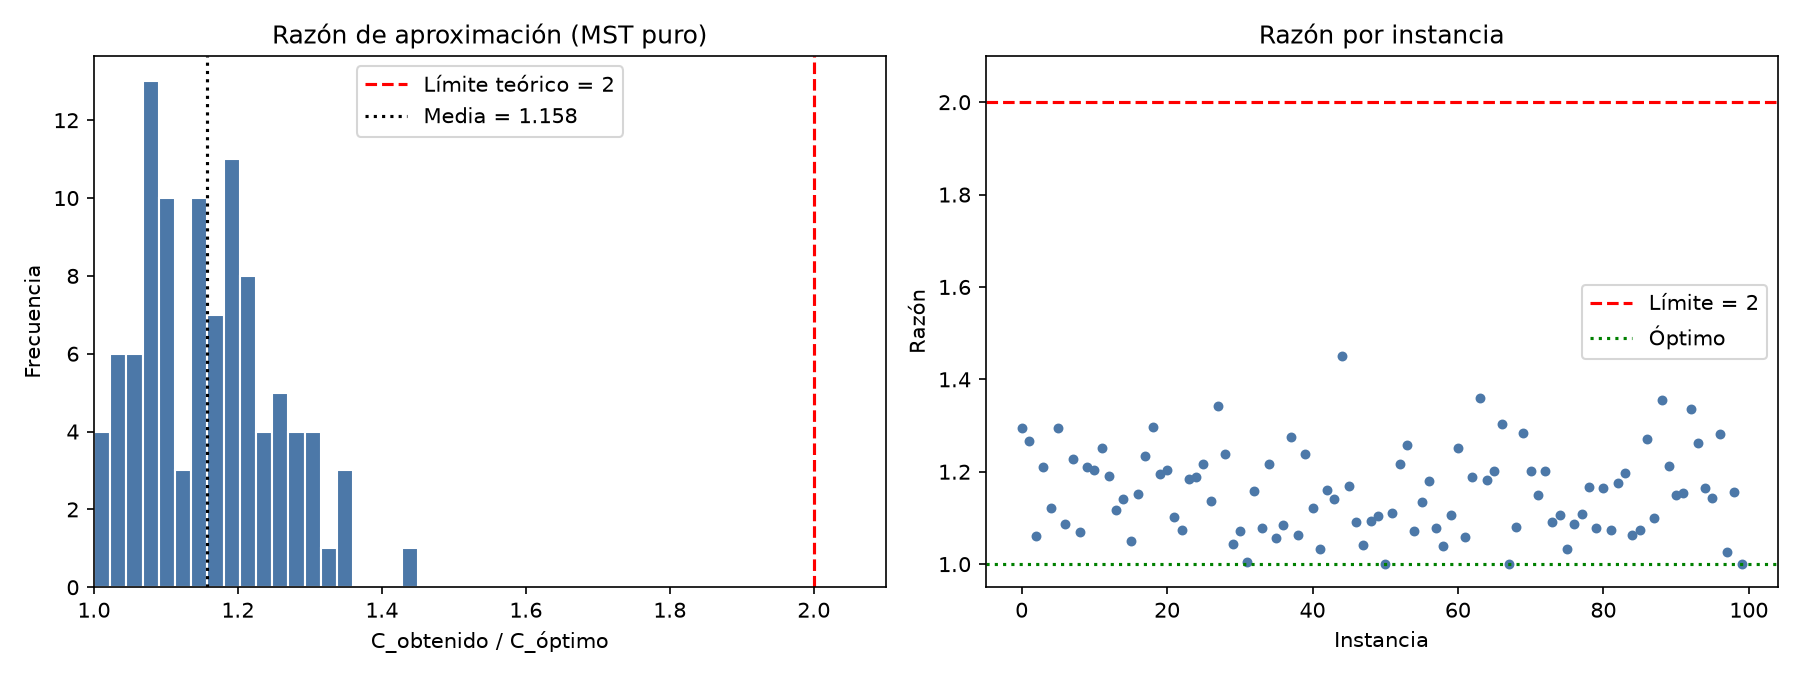 Razón de aproximación (MST puro)
Límite teórico = 2
Media = 1.158
Frecuencia
12
10
8
6
4
2
0
1.0
1.2
1.4
1.6
1.8
2.0
C_obtenido / C_óptimo
Razón por instancia
Límite = 2
Óptimo
Razón
2.0
1.8
1.6
1.4
1.2
1.0
0
20
40
60
80
100
Instancia